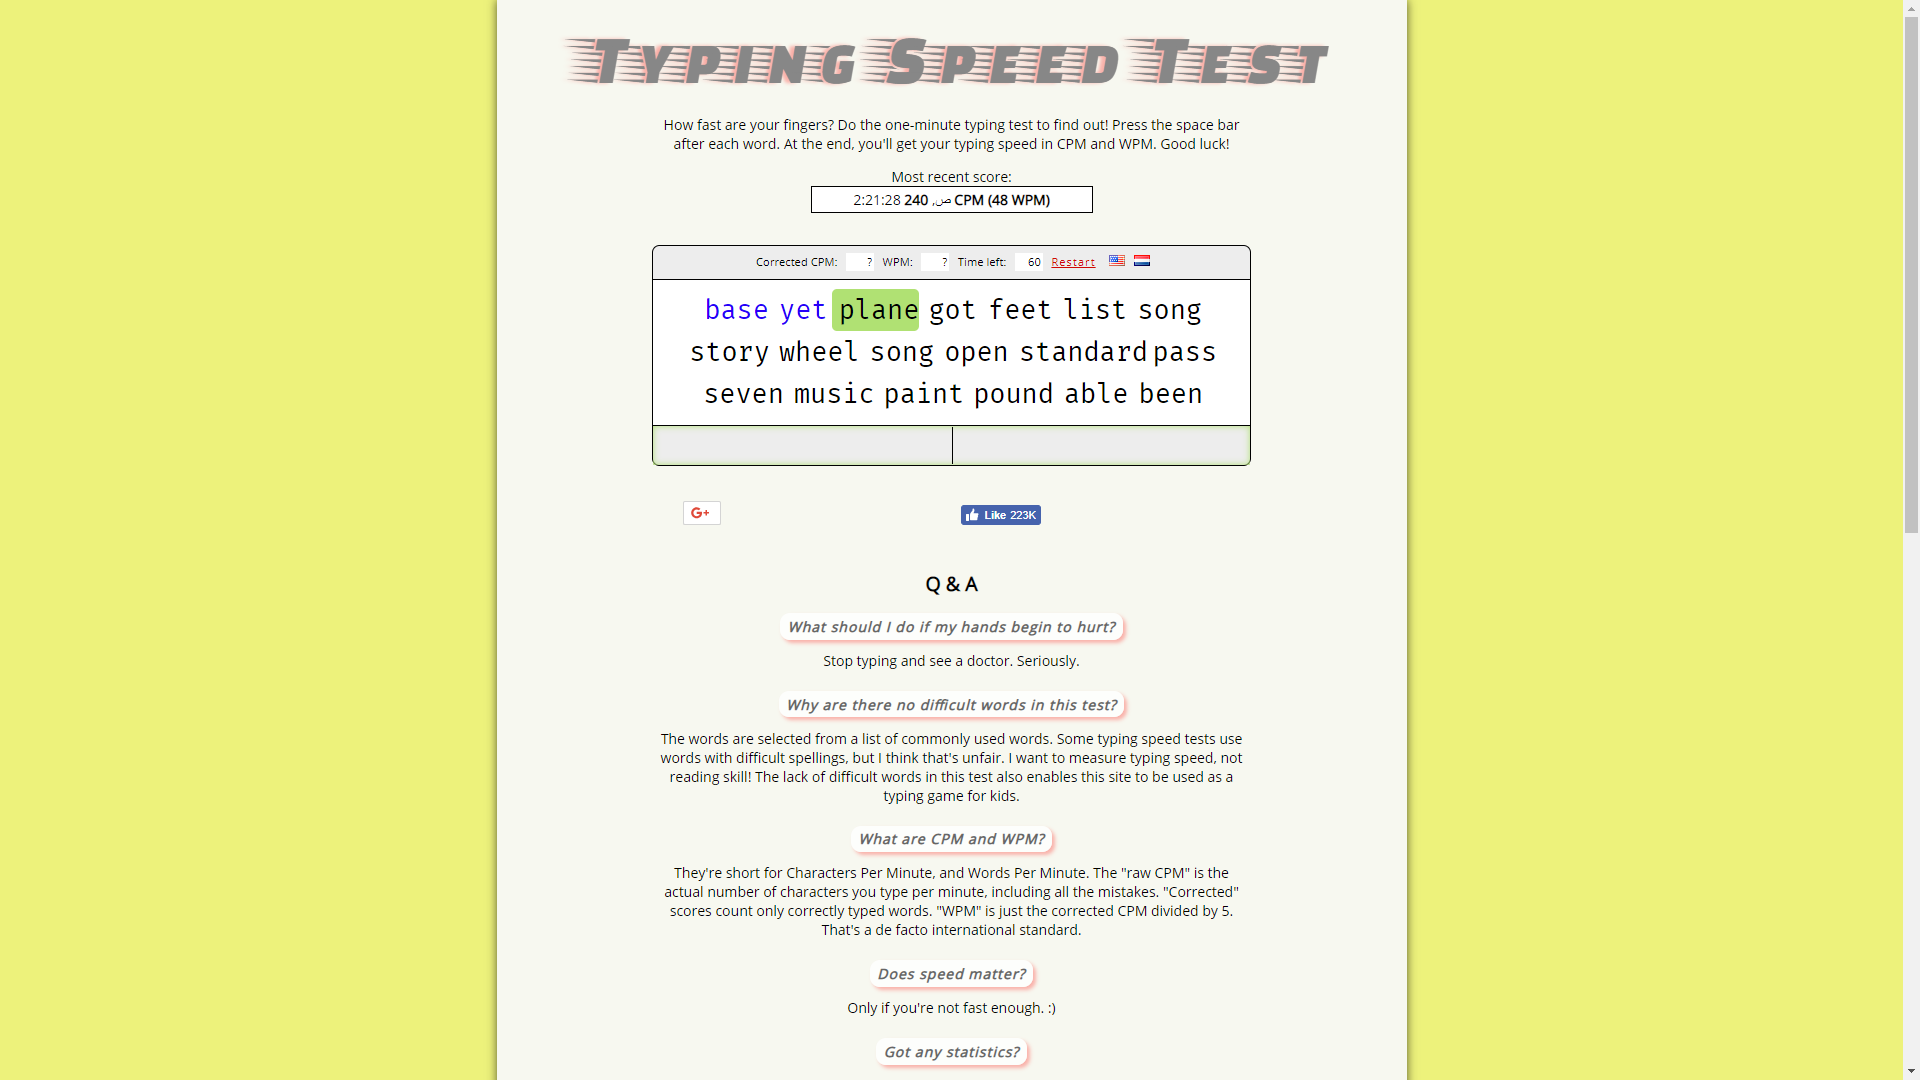 Typing Speed Test
How fast are your fingers? Do the one-minute typing test to find out! Press the space bar
after each word. At the end, you'll get your typing speed in CPM and WPM. Good luck!
Most recent score:
2:21:28 ص, 240 CPM (48 WPM)
Corrected CPM: ? WPM: ? Time left: 60 Restart
base yet plane got feet list song
story wheel song open standard pass
seven music paint pound able been
G+
Like 223K
Q & A
What should I do if my hands begin to hurt?
Stop typing and see a doctor. Seriously.
Why are there no difficult words in this test?
The words are selected from a list of commonly used words. Some typing speed tests use
words with difficult spellings, but I think that's unfair. I want to measure typing speed, not
reading skill! The lack of difficult words in this test also enables this site to be used as a
typing game for kids.
What are CPM and WPM?
They're short for Characters Per Minute, and Words Per Minute. The "raw CPM" is the
actual number of characters you type per minute, including all the mistakes. "Corrected"
scores count only correctly typed words. "WPM" is just the corrected CPM divided by 5.
That's a de facto international standard.
Does speed matter?
Only if you're not fast enough. :)
Got any statistics?